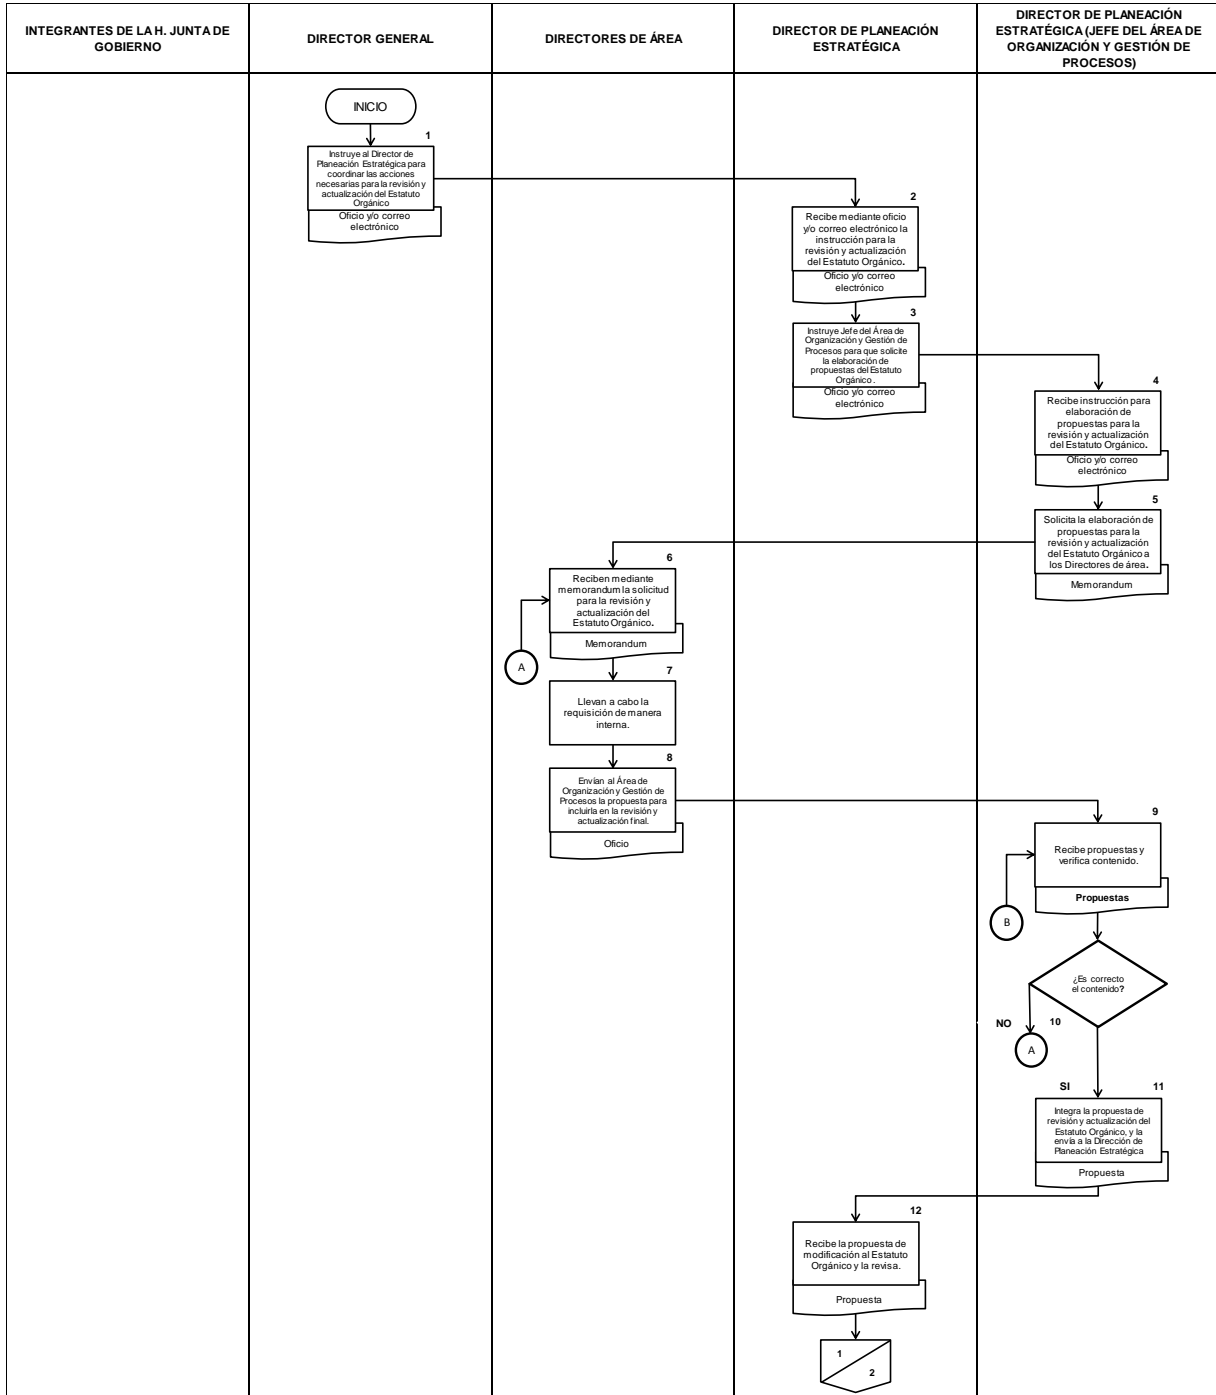 INTEGRANTES DE LA H. JUNTA DE
GOBIERNO
DIRECTOR GENERAL
DIRECTORES DE ÁREA
DIRECTOR DE PLANEACIÓN
ESTRATÉGICA
DIRECTOR DE PLANEACIÓN
ESTRATÉGICA (JEFE DEL ÁREA DE
ORGANIZACIÓN Y GESTIÓN DE
PROCESOS)
INICIO
1
Instruye al Director de
Planeación Estratégica para
coordinar las acciones
necesarias para la revisión y
actualización del Estatuto
Orgánico
Oficio y/o correo
electrónico
2
Recibe mediante oficio
y/o correo electrónico la
instrucción para la
revisión y actualización
del Estatuto Orgánico.
Oficio y/o correo
electrónico
3
Instruye Jefe del Área de
Organización y Gestión de
Procesos para que solicite
la elaboración de
propuestas del Estatuto
Orgánico .
Oficio y/o correo
electrónico
4
Recibe instrucción para
elaboración de
propuestas para la
revisión y actualización
del Estatuto Orgánico.
Oficio y/o correo
electrónico
5
Solicita la elaboración de
propuestas para la
revisión y actualización
del Estatuto Orgánico a
los Directores de área.
Memorandum
6
Reciben mediante
memorandum la solicitud
para la revisión y
actualización del
Estatuto Orgánico.
Memorandum
A
7
Llevan a cabo la
requisición de manera
interna.
8
Envían al Área de
Organización y Gestión de
Procesos la propuesta para
incluirla en la revisión y
actualización final.
Oficio
9
Recibe propuestas y
verifica contenido.
Propuestas
B
¿Es correcto
el contenido?
NO
10
A
SI
11
Integra la propuesta de
revisión y actualización del
Estatuto Orgánico, y la
envía a la Dirección de
Planeación Estratégica
Propuesta
12
Recibe la propuesta de
modificación al Estatuto
Orgánico y la revisa.
Propuesta
1
2